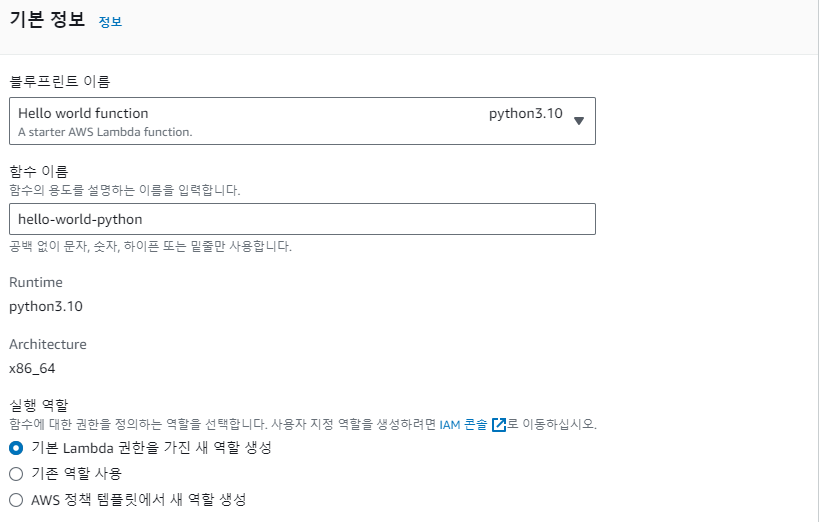 기본 정보 정보
블루프린트 이름
Hello world function python3.10
A starter AWS Lambda function.
함수 이름
함수의 용도를 설명하는 이름을 입력합니다.
hello-world-python
공백 없이 문자, 숫자, 하이픈 또는 밑줄만 사용합니다.
Runtime
python3.10
Architecture
x86_64
실행 역할
함수에 대한 권한을 정의하는 역할을 선택합니다. 사용자 지정 역할을 생성하려면 IAM 콘솔로 이동하십시오.
기본 Lambda 권한을 가진 새 역할 생성
기존 역할 사용
AWS 정책 템플릿에서 새 역할 생성